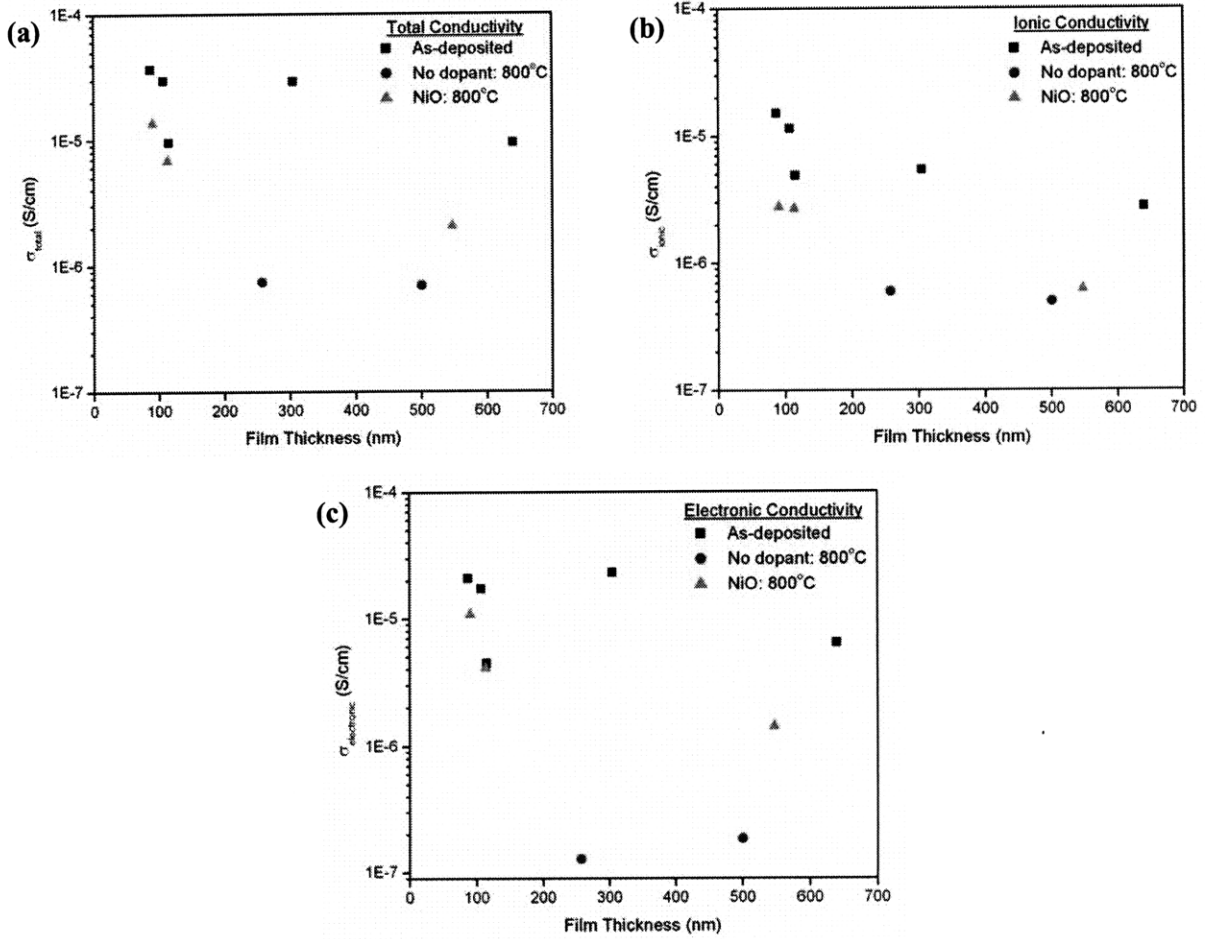 (a)
1E-4
1E-5
1E-6
1E-7
σtotal (S/cm)
Total Conductivity
As-deposited
No dopant: 800°C
NiO: 800°C
0 100 200 300 400 500 600 700
Film Thickness (nm)
(b)
1E-4
1E-5
1E-6
1E-7
σionic (S/cm)
Ionic Conductivity
As-deposited
No dopant: 800°C
NiO: 800°C
0 100 200 300 400 500 600 700
Film Thickness (nm)
(c)
1E-4
1E-5
1E-6
1E-7
σelectronic (S/cm)
Electronic Conductivity
As-deposited
No dopant: 800°C
NiO: 800°C
0 100 200 300 400 500 600 700
Film Thickness (nm)